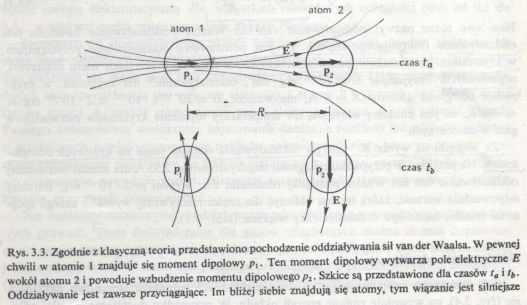 atom 1
atom 2
E
p₁
p₂
czas tₐ
R
p₁
p₂
E
czas t_b
Rys. 3.3. Zgodnie z klasyczną teorią przedstawiono pochodzenie oddziaływania sił van der Waalsa. W pewnej
chwili w atomie 1 znajduje się moment dipolowy p₁. Ten moment dipolowy wytwarza pole elektryczne E
wokół atomu 2 i powoduje wzbudzenie momentu dipolowego p₂. Szkice są przedstawione dla czasów tₐ i t_b.
Oddziaływanie jest zawsze przyciągające. Im bliżej siebie znajdują się atomy, tym wiązanie jest silniejsze